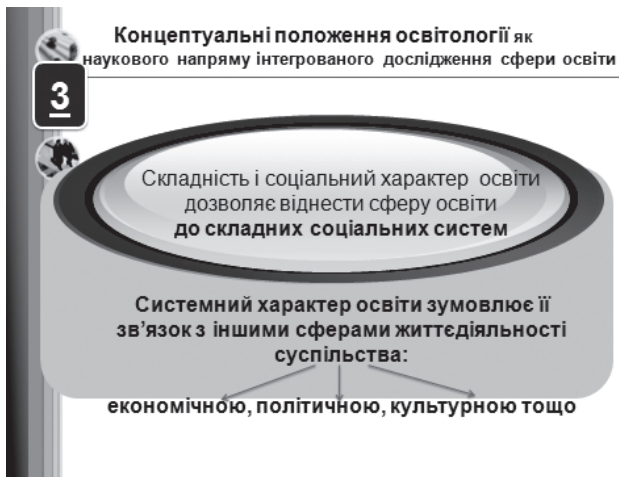 Концептуальні положення освітології як
наукового напряму інтегрованого дослідження сфери освіти
3
Складність і соціальний характер освіти
дозволяє віднести сферу освіти
до складних соціальних систем
Системний характер освіти зумовлює її
зв’язок з іншими сферами життєдіяльності
суспільства:
економічною, політичною, культурною тощо